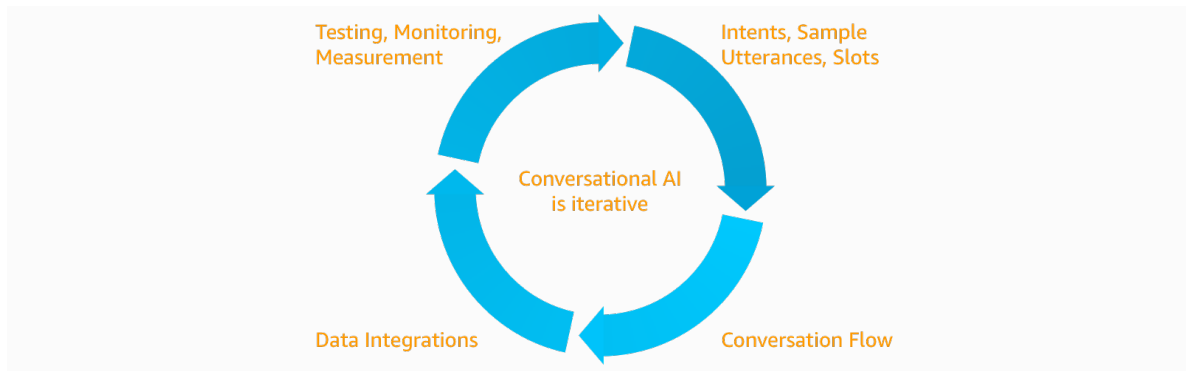 Testing, Monitoring,
Measurement
Intents, Sample
Utterances, Slots
Conversational AI
is iterative
Data Integrations
Conversation Flow